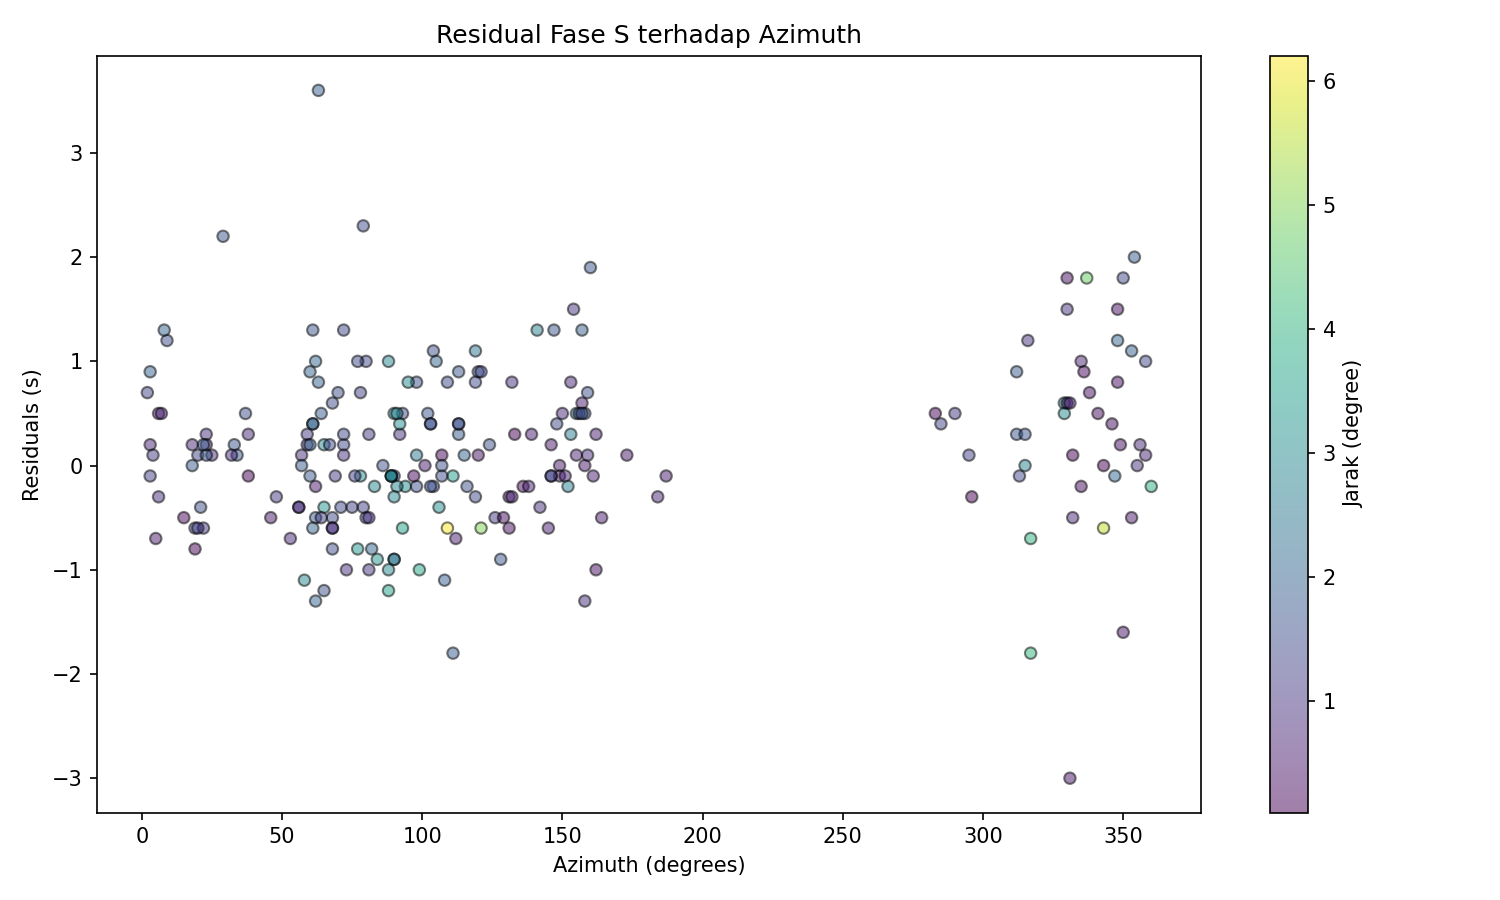 Residual Fase S terhadap Azimuth
Residuals (s)
3
2
1
0
−1
−2
−3
0 50 100 150 200 250 300 350
Azimuth (degrees)
6
5
4
3
2
1
Jarak (degree)